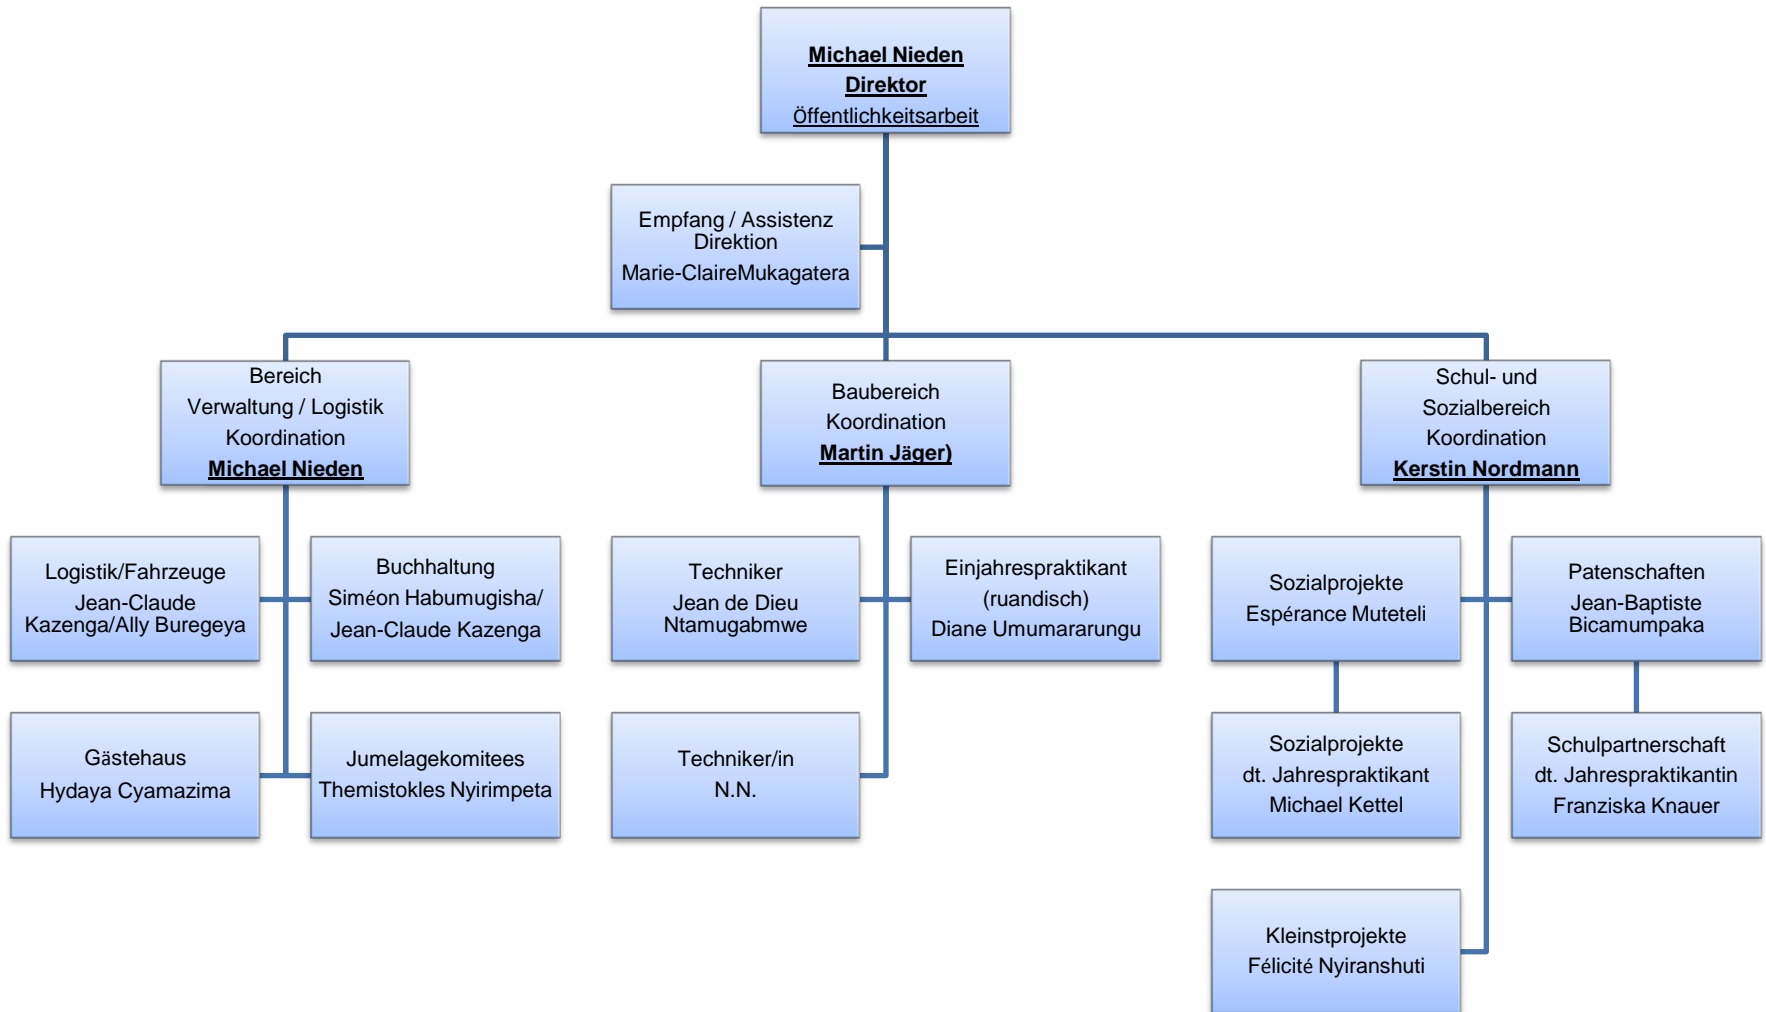 Michael Nieden
Direktor
Öffentlichkeitsarbeit
Empfang / Assistenz
Direktion
Marie-ClaireMukagatera
Bereich
Verwaltung / Logistik
Koordination
Michael Nieden
Baubereich
Koordination
Martin Jäger)
Schul- und
Sozialbereich
Koordination
Kerstin Nordmann
Logistik/Fahrzeuge
Jean-Claude
Kazenga/Ally Buregeya
Buchhaltung
Siméon Habumugisha/
Jean-Claude Kazenga
Techniker
Jean de Dieu
Ntamugabmwe
Einjahrespraktikant
(ruandisch)
Diane Umumararungu
Sozialprojekte
Espérance Muteteli
Patenschaften
Jean-Baptiste
Bicamumpaka
Gästehaus
Hydaya Cyamazima
Jumelagekomitees
Themistokles Nyirimpeta
Techniker/in
N.N.
Sozialprojekte
dt. Jahrespraktikant
Michael Kettel
Schulpartnerschaft
dt. Jahrespraktikantin
Franziska Knauer
Kleinstprojekte
Félicité Nyiranshuti